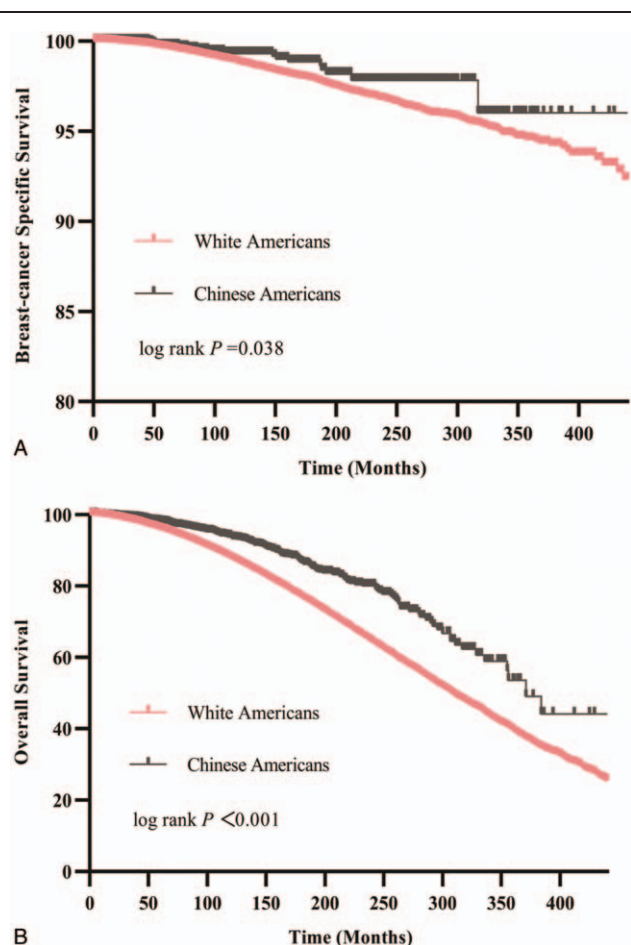 100
95
90
85
80
Breast-cancer Specific Survival
White Americans
Chinese Americans
log rank P =0.038
0 50 100 150 200 250 300 350 400
Time (Months)
A
100
80
60
40
20
0
Overall Survival
White Americans
Chinese Americans
log rank P <0.001
0 50 100 150 200 250 300 350 400
Time (Months)
B